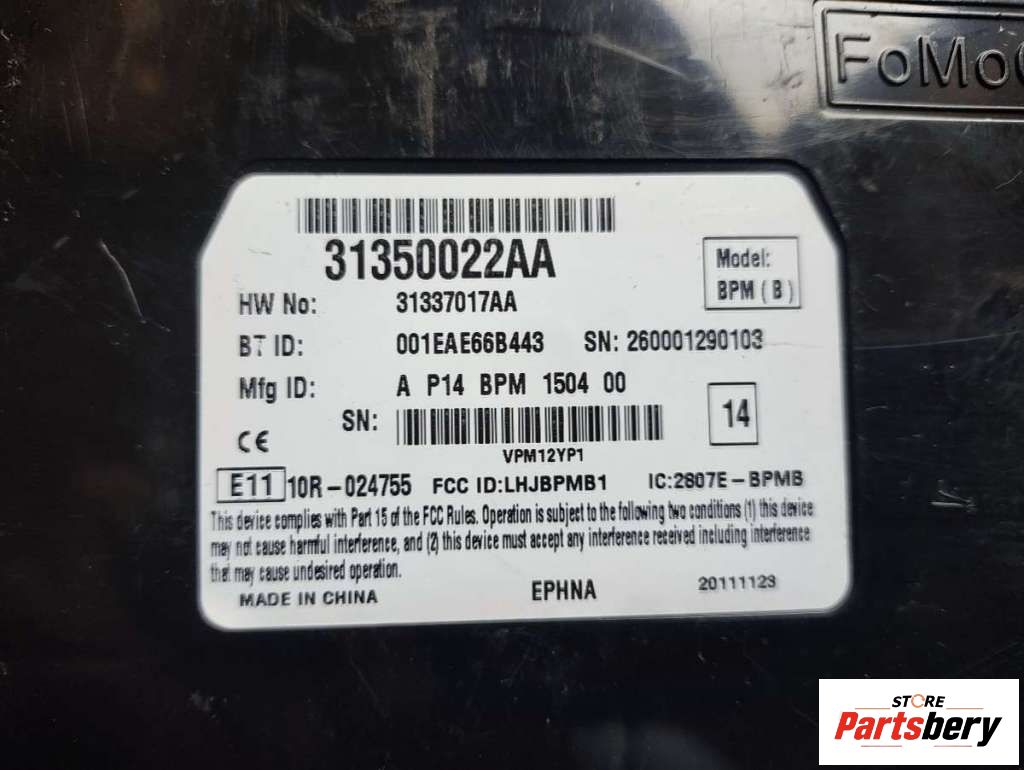 FoMoC
31350022AA
Model:
BPM (B)
HW No: 31337017AA
BT ID: 001EAE66B443 SN: 260001290103
Mfg ID: A P14 BPM 1504 00
SN:
14
VPM12YP1
CE
E11 10R-024755 FCC ID:LHJBPMB1 IC:2807E-BPMB
This device complies with Part 15 of the FCC Rules. Operation is subject to the following two conditions (1) this device
may not cause harmful interference, and (2) this device must accept any interference received including interference
that may cause undesired operation.
MADE IN CHINA EPHNA 20111123
STORE
Partsbery